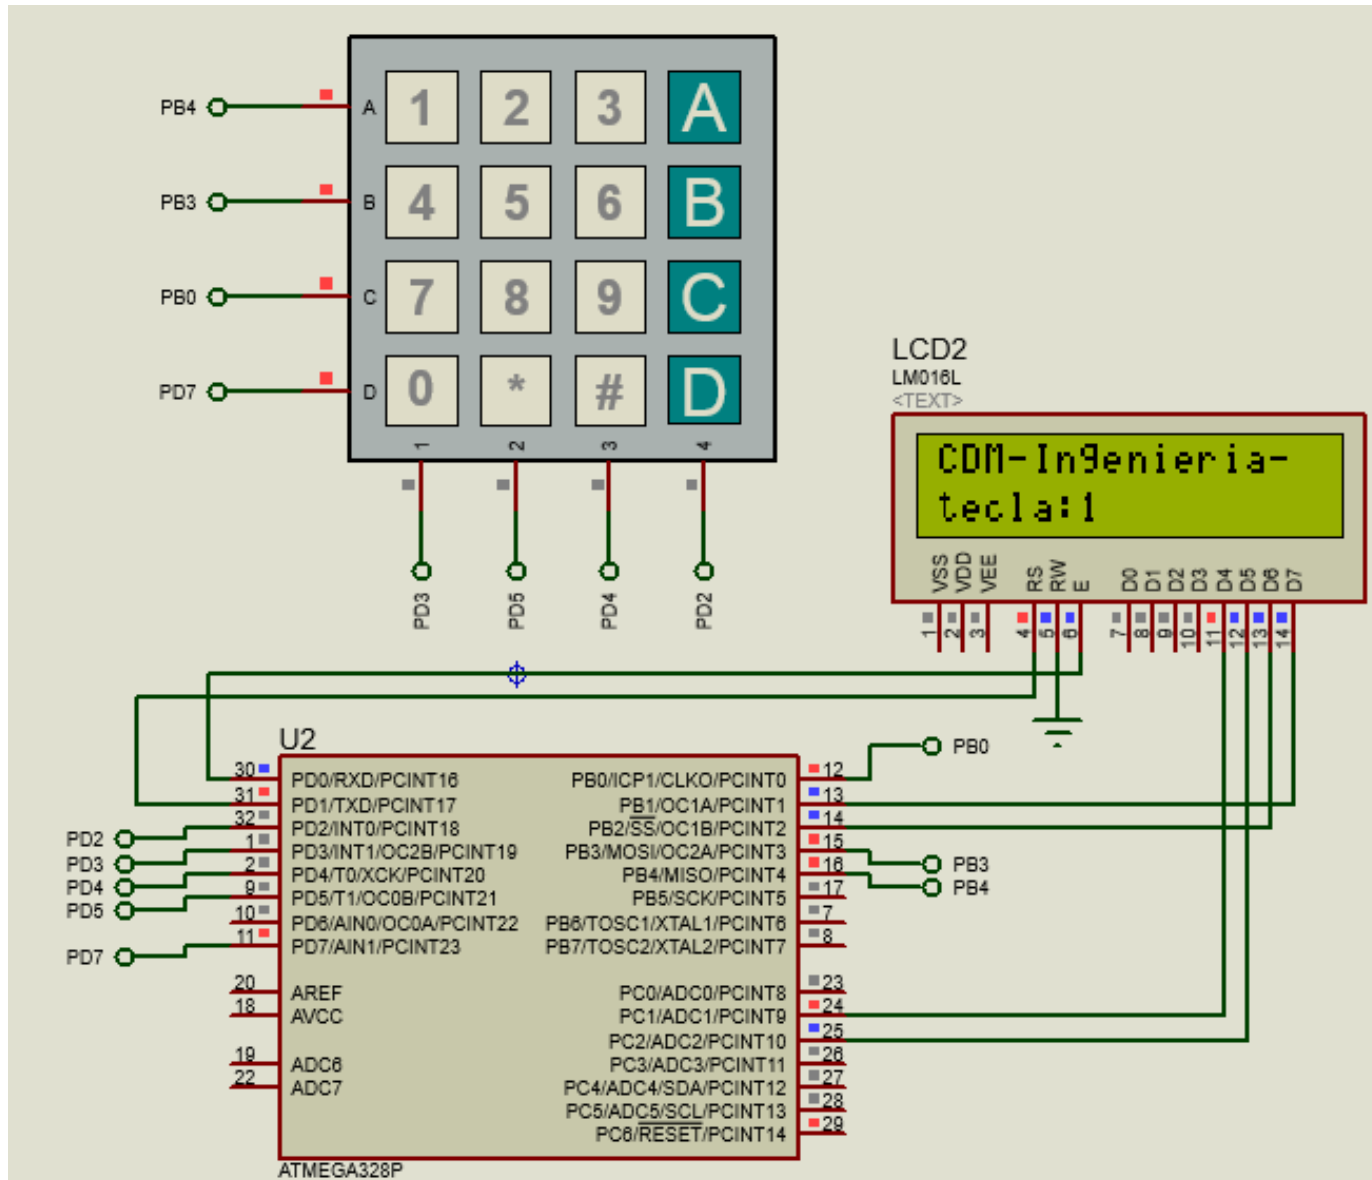 PB4
A
1 2 3 A
PB3
B
4 5 6 B
PB0
C
7 8 9 C
PD7
D
0 * # D
1 2 3 4
PD3
PD5
PD4
PD2
LCD2
LM016L
<TEXT>
CDM-Ingenieria-
tecla:1
VSS VDD VEE RS RW E D0 D1 D2 D3 D4 D5 D6 D7
1 2 3 4 5 6 7 8 9 10 11 12 13 14
U2
30 PD0/RXD/PCINT16
31 PD1/TXD/PCINT17
PD2 32 PD2/INT0/PCINT18
PD3 1 PD3/INT1/OC2B/PCINT19
PD4 2 PD4/T0/XCK/PCINT20
PD5 9 PD5/T1/OC0B/PCINT21
10 PD6/AIN0/OC0A/PCINT22
PD7 11 PD7/AIN1/PCINT23
20 AREF
18 AVCC
19 ADC6
22 ADC7
PB0/ICP1/CLKO/PCINT0 12 PB0
PB1/OC1A/PCINT1 13
PB2/SS/OC1B/PCINT2 14
PB3/MOSI/OC2A/PCINT3 15 PB3
PB4/MISO/PCINT4 16 PB4
PB5/SCK/PCINT5 17
PB6/TOSC1/XTAL1/PCINT6 7
PB7/TOSC2/XTAL2/PCINT7 8
PC0/ADC0/PCINT8 23
PC1/ADC1/PCINT9 24
PC2/ADC2/PCINT10 25
PC3/ADC3/PCINT11 26
PC4/ADC4/SDA/PCINT12 27
PC5/ADC5/SCL/PCINT13 28
PC6/RESET/PCINT14 29
ATMEGA328P